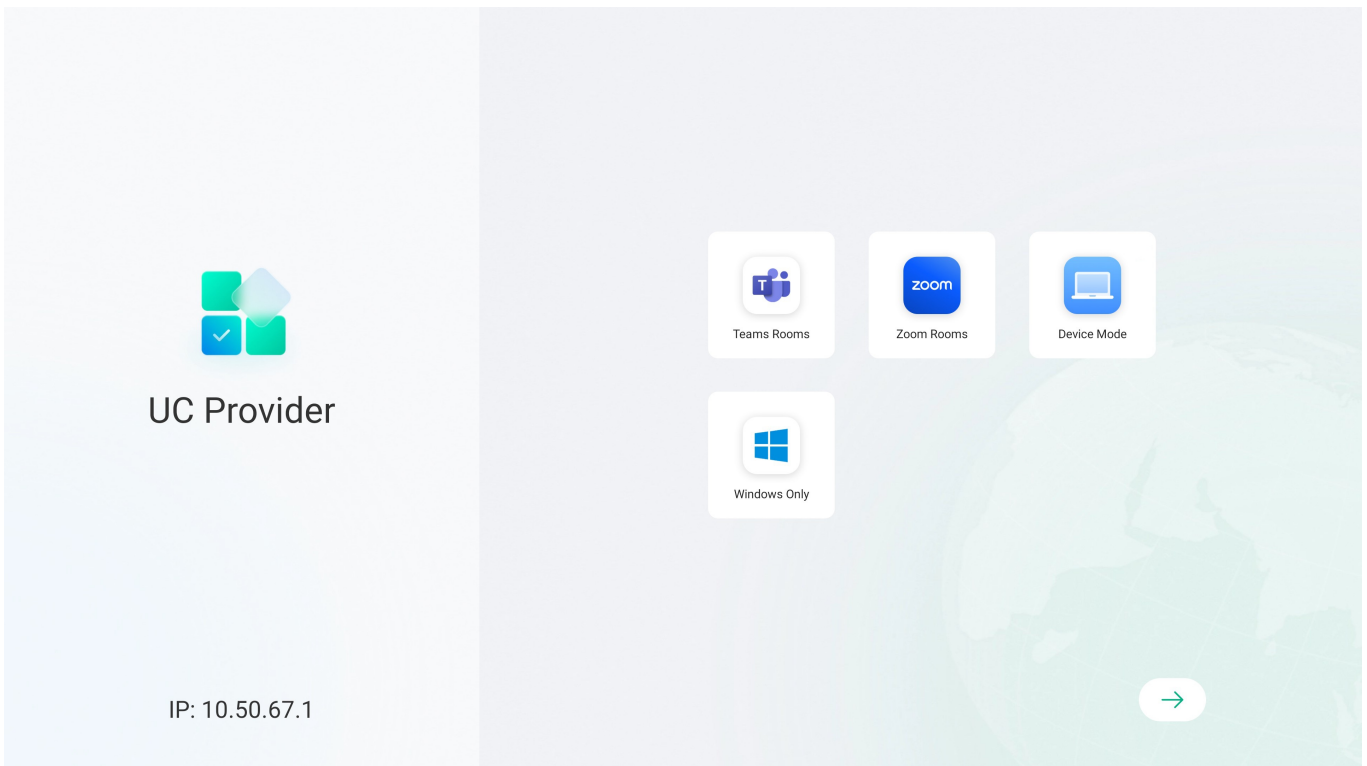 T
zoom
Teams Rooms
Zoom Rooms
Device Mode
UC Provider
Windows Only
IP: 10.50.67.1